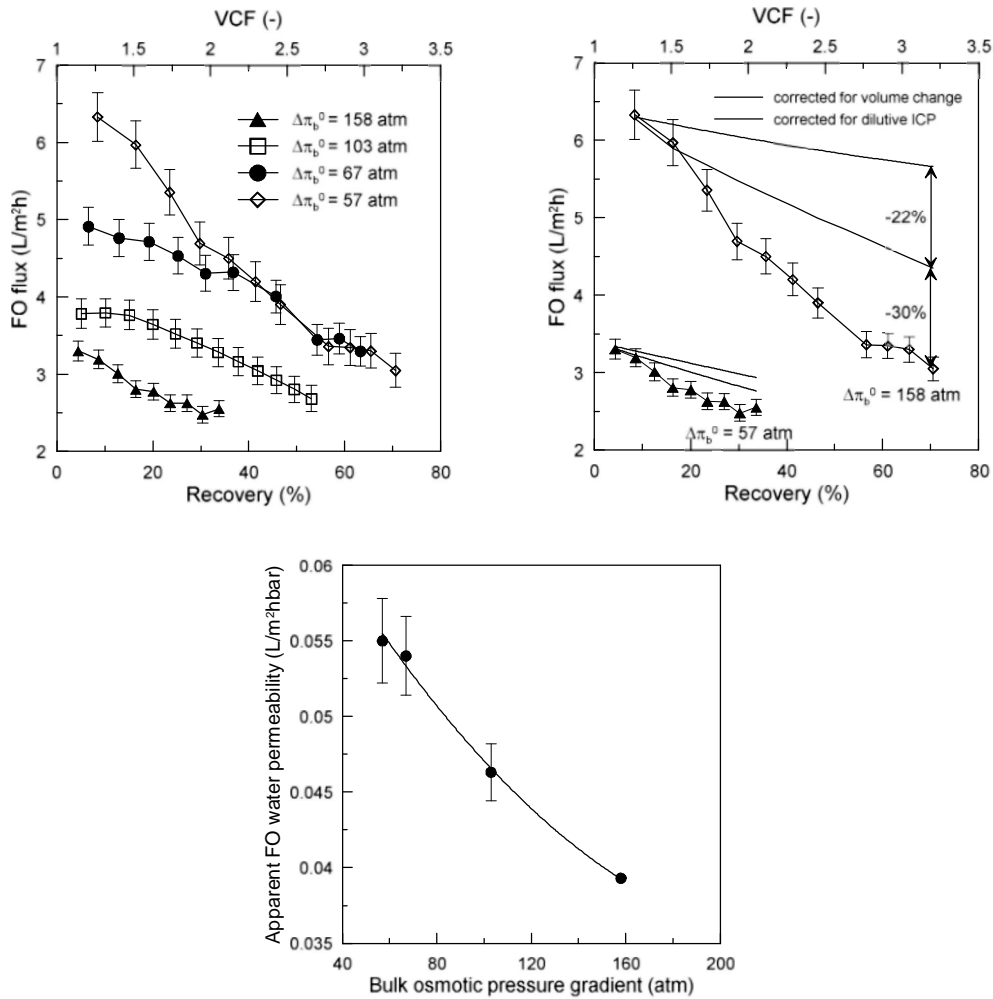 VCF (-)
1 1.5 2 2.5 3 3.5
7
6
5
4
3
2
FO flux (L/m²h)
Δπb⁰ = 158 atm
Δπb⁰ = 103 atm
Δπb⁰ = 67 atm
Δπb⁰ = 57 atm
0 20 40 60 80
Recovery (%)
VCF (-)
1 1.5 2 2.5 3 3.5
7
6
5
4
3
2
FO flux (L/m²h)
corrected for volume change
corrected for dilutive ICP
-22%
-30%
Δπb⁰ = 158 atm
Δπb⁰ = 57 atm
0 20 40 60 80
Recovery (%)
0.06
0.055
0.05
0.045
0.04
0.035
Apparent FO water permeability (L/m²hbar)
40 80 120 160 200
Bulk osmotic pressure gradient (atm)